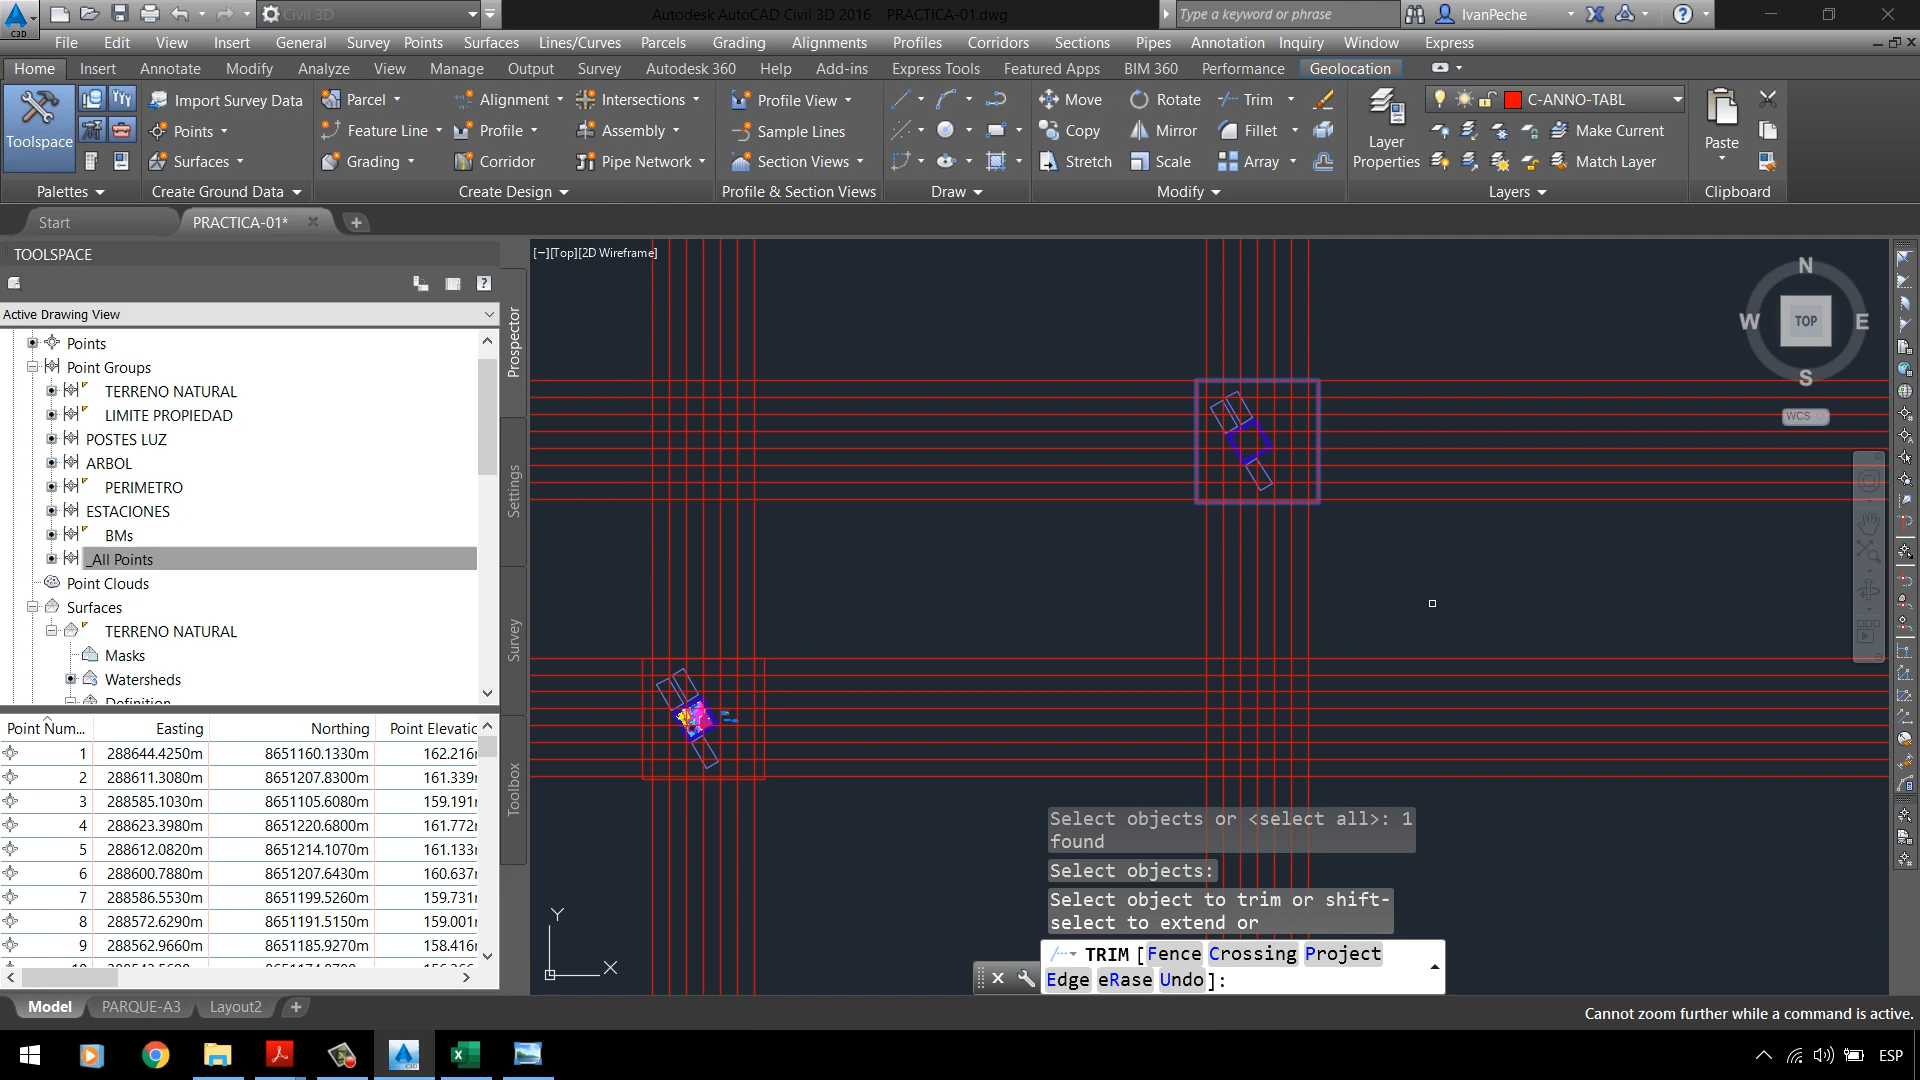 C3D
Civil 3D
Autodesk AutoCAD Civil 3D 2016 PRACTICA-01.dwg
Type a keyword or phrase
IvanPeche
File Edit View Insert General Survey Points Surfaces Lines/Curves Parcels Grading Alignments Profiles Corridors Sections Pipes Annotation Inquiry Window Express
Home Insert Annotate Modify Analyze View Manage Output Survey Autodesk 360 Help Add-ins Express Tools Featured Apps BIM 360 Performance Geolocation
Toolspace
Palettes
Import Survey Data
Points
Surfaces
Create Ground Data
Parcel
Feature Line
Grading
Alignment
Profile
Corridor
Intersections
Assembly
Pipe Network
Create Design
Profile View
Sample Lines
Section Views
Profile & Section Views
Draw
Move
Copy
Stretch
Rotate
Mirror
Scale
Trim
Fillet
Array
Modify
Layer
Properties
C-ANNO-TABL
Make Current
Match Layer
Layers
Paste
Clipboard
Start
PRACTICA-01*
TOOLSPACE
Active Drawing View
Points
Point Groups
TERRENO NATURAL
LIMITE PROPIEDAD
POSTES LUZ
ARBOL
PERIMETRO
ESTACIONES
BMs
_All Points
Point Clouds
Surfaces
TERRENO NATURAL
Masks
Watersheds
Definition
Prospector
Settings
Survey
Toolbox
Point Num... Easting Northing Point Elevatic
1 288644.4250m 8651160.1330m 162.216
2 288611.3080m 8651207.8300m 161.339
3 288585.1030m 8651105.6080m 159.191
4 288623.3980m 8651220.6800m 161.772
5 288612.0820m 8651214.1070m 161.133
6 288600.7880m 8651207.6430m 160.637
7 288586.5530m 8651199.5260m 159.731
8 288572.6290m 8651191.5150m 159.001
9 288562.9660m 8651185.9270m 158.416
[−][Top][2D Wireframe]
N
W TOP E
S
WCS
Y
X
Select objects or <select all>: 1
found
Select objects:
Select object to trim or shift-
select to extend or
TRIM [Fence Crossing Project
Edge eRase Undo]:
Model PARQUE-A3 Layout2
Cannot zoom further while a command is active.
ESP